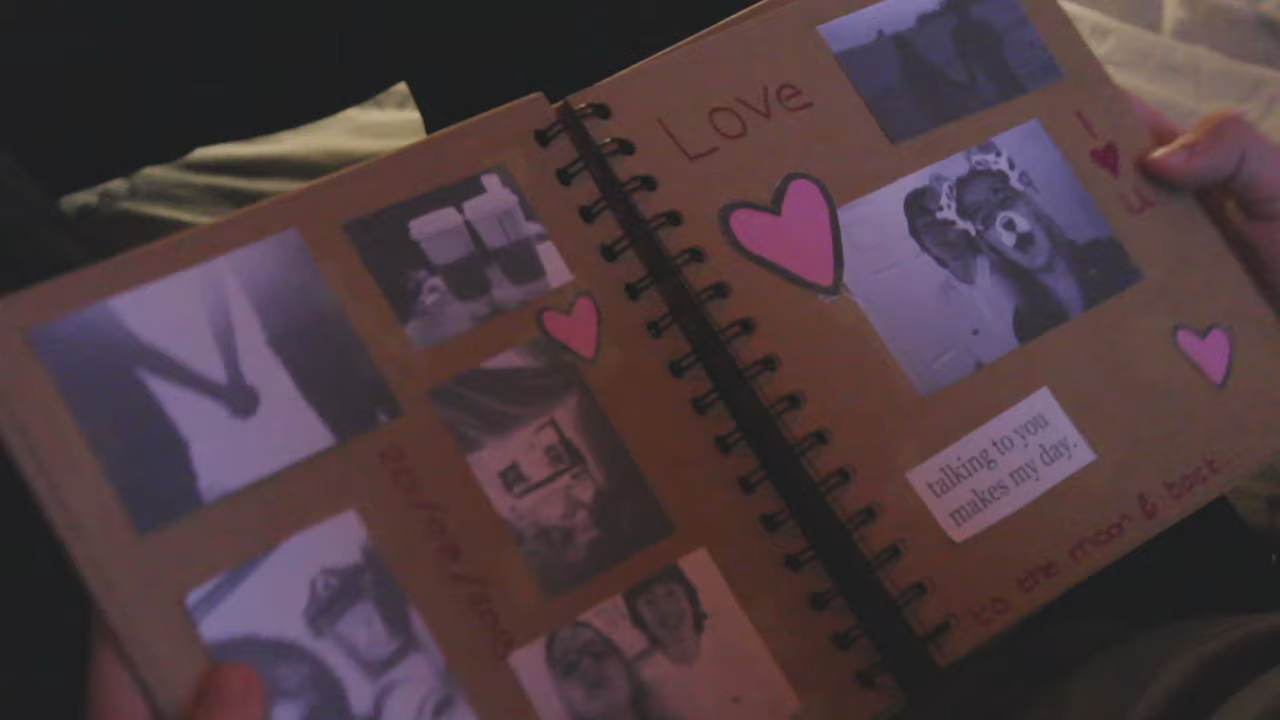 Love
I
u
talking to you
makes my day.
to the moon & back